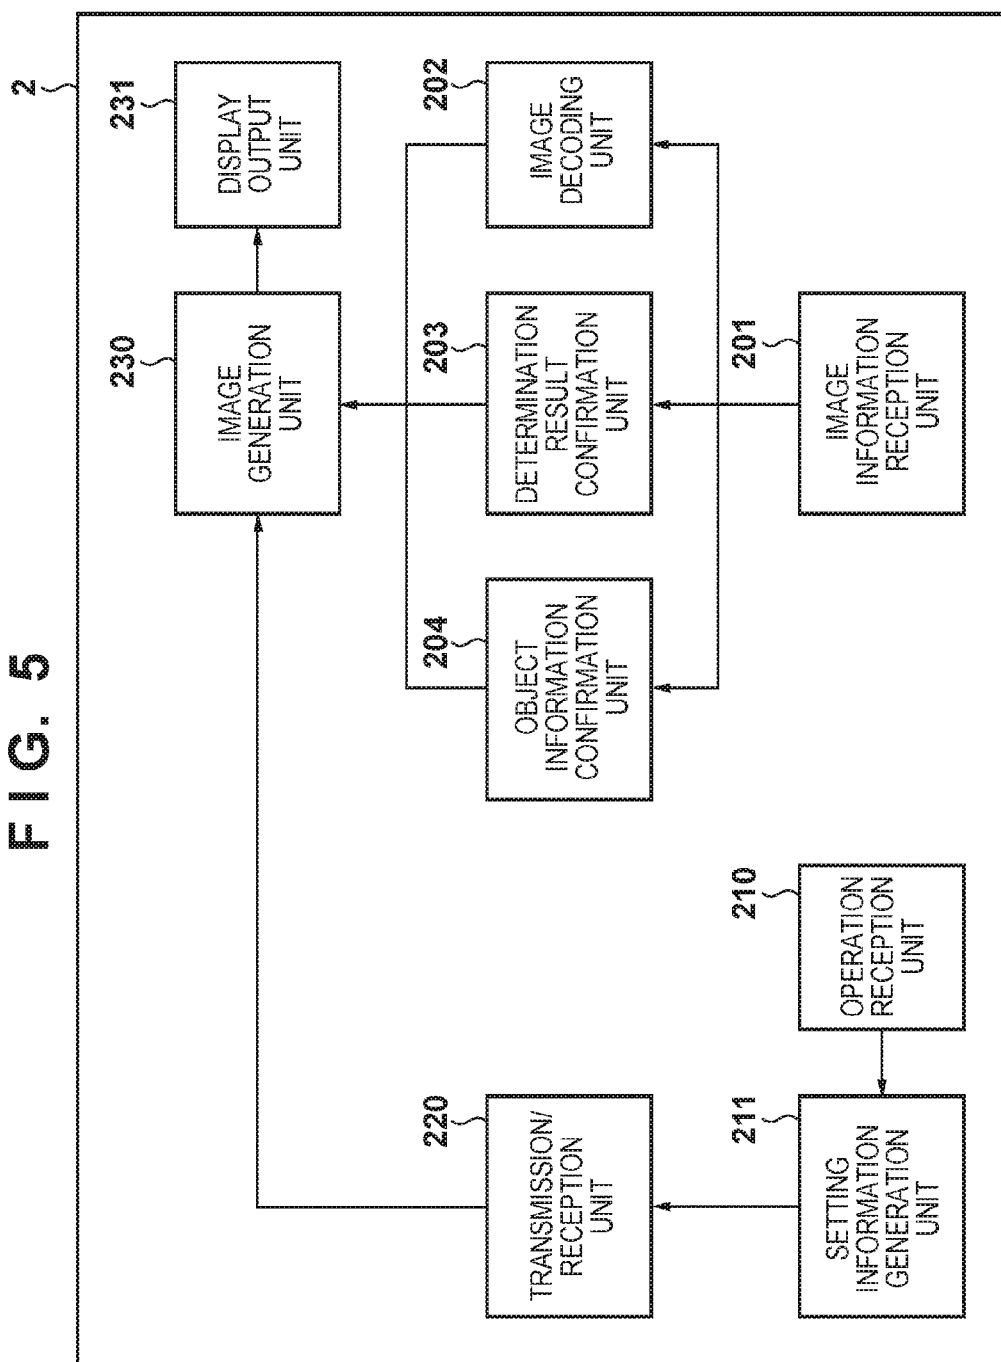 FIG. 5
2
220
TRANSMISSION/
RECEPTION
UNIT
211
SETTING
INFORMATION
GENERATION
UNIT
210
OPERATION
RECEPTION
UNIT
204
OBJECT
INFORMATION
CONFIRMATION
UNIT
230
IMAGE
GENERATION
UNIT
203
DETERMINATION
RESULT
CONFIRMATION
UNIT
201
IMAGE
INFORMATION
RECEPTION
UNIT
231
DISPLAY
OUTPUT
UNIT
202
IMAGE
DECODING
UNIT